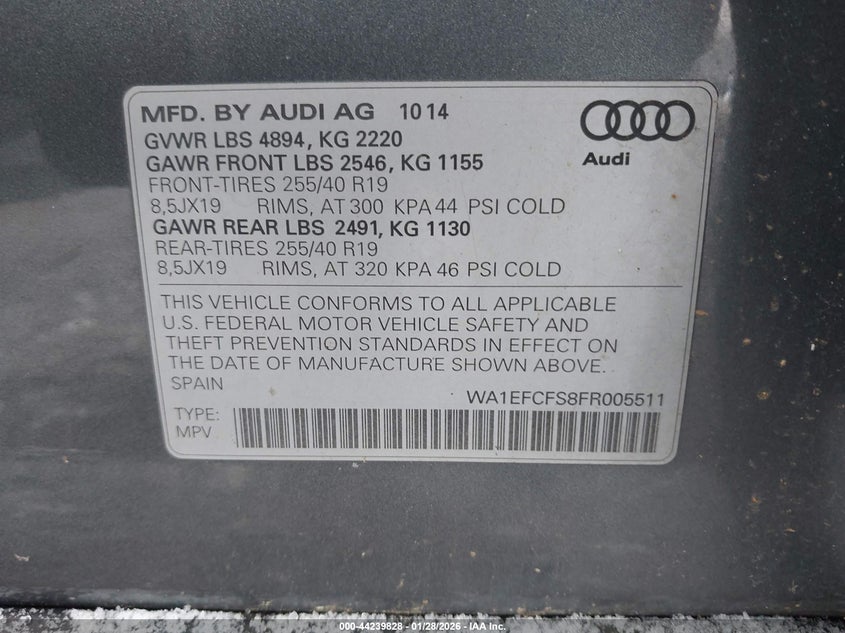 MFD. BY AUDI AG 10 14
GVWR LBS 4894, KG 2220
GAWR FRONT LBS 2546, KG 1155
FRONT-TIRES 255/40 R19
8,5JX19 RIMS, AT 300 KPA 44 PSI COLD
GAWR REAR LBS 2491, KG 1130
REAR-TIRES 255/40 R19
8,5JX19 RIMS, AT 320 KPA 46 PSI COLD
Audi
THIS VEHICLE CONFORMS TO ALL APPLICABLE
U.S. FEDERAL MOTOR VEHICLE SAFETY AND
THEFT PREVENTION STANDARDS IN EFFECT ON
THE DATE OF MANUFACTURE SHOWN ABOVE.
SPAIN
WA1EFCFS8FR005511
TYPE:
MPV
000-44239828 - 01/28/2026 - IAA Inc.